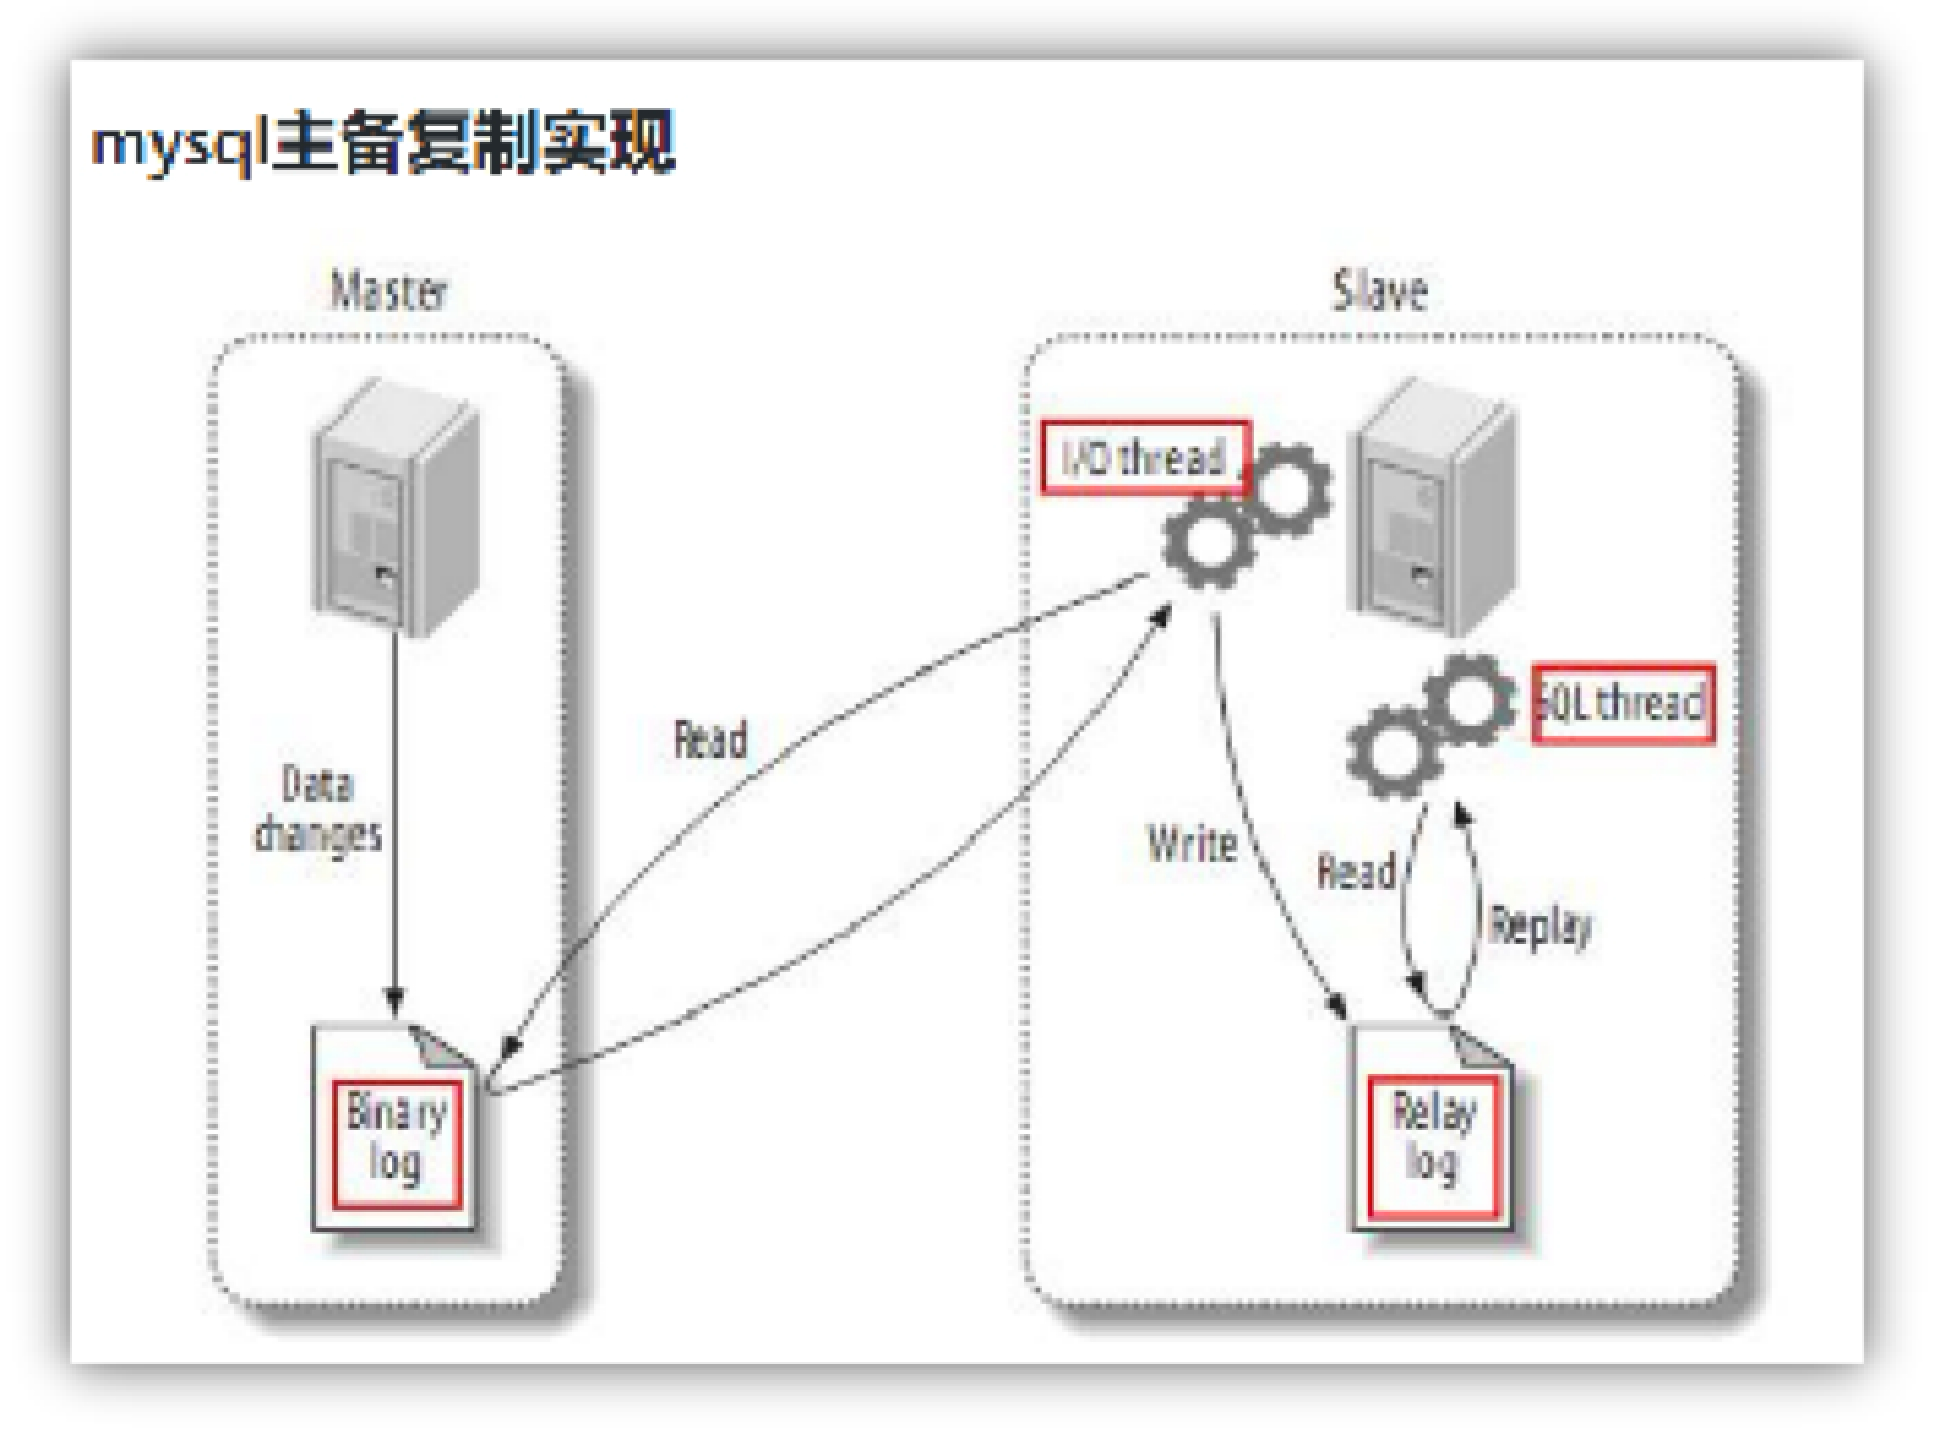 mysql主备复制实现
Master
Slave
I/O thread
SQL thread
Read
Data
changes
Write
Read
Replay
Binary
log
Relay
log